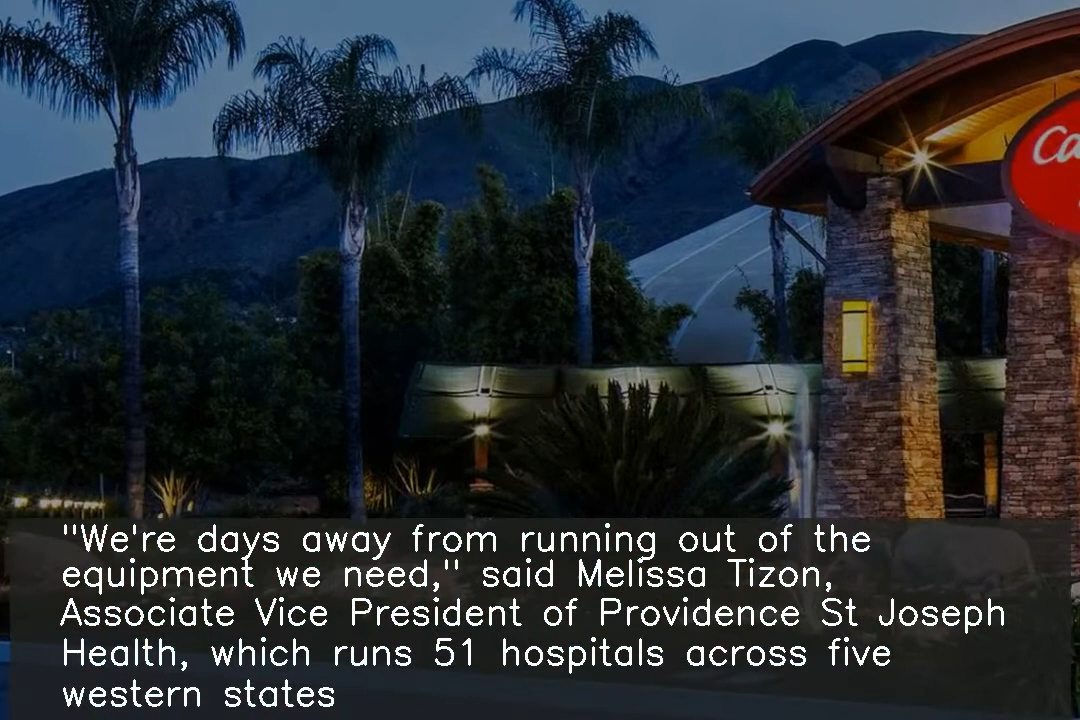 Ca
"We're days away from running out of the
equipment we need," said Melissa Tizon,
Associate Vice President of Providence St Joseph
Health, which runs 51 hospitals across five
western states